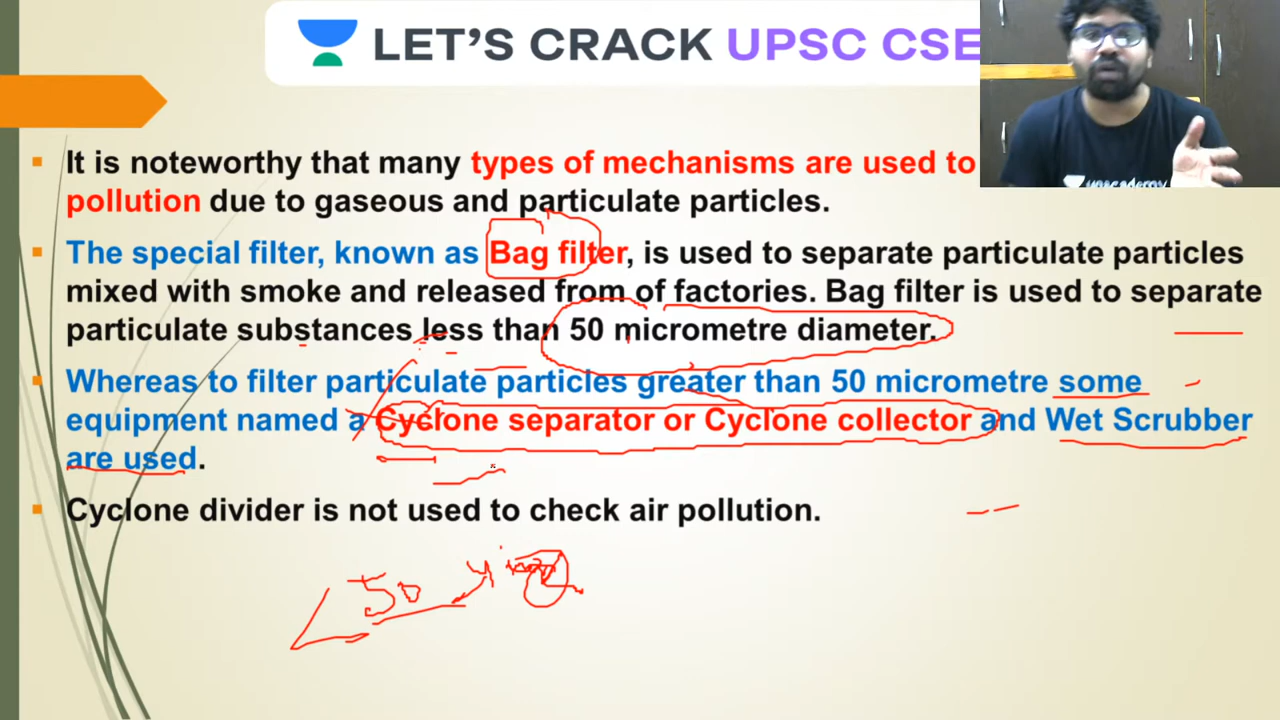 LET'S CRACK UPSC CSE
It is noteworthy that many types of mechanisms are used to
pollution due to gaseous and particulate particles.
The special filter, known as Bag filter, is used to separate particulate particles
mixed with smoke and released from of factories. Bag filter is used to separate
particulate substances less than 50 micrometre diameter.
Whereas to filter particulate particles greater than 50 micrometre some
equipment named a Cyclone separator or Cyclone collector and Wet Scrubber
are used.
Cyclone divider is not used to check air pollution.
50